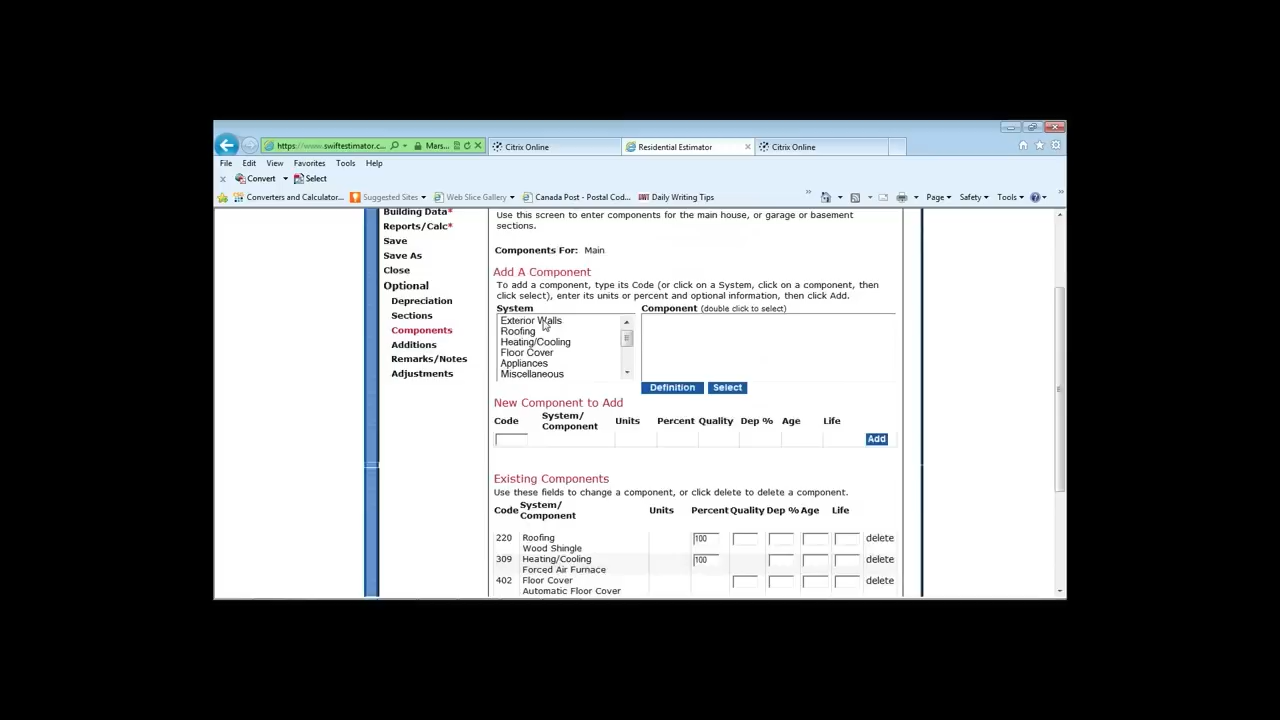 https://www.swiftestimator.c... Mars...
Citrix Online
Residential Estimator
Citrix Online
File Edit View Favorites Tools Help
Convert Select
Converters and Calculator... Suggested Sites Web Slice Gallery Canada Post - Postal Cod... Daily Writing Tips Page Safety Tools
Building Data*
Reports/Calc*
Save
Save As
Close
Optional
Depreciation
Sections
Components
Additions
Remarks/Notes
Adjustments
Use this screen to enter components for the main house, or garage or basement
sections.
Components For: Main
Add A Component
To add a component, type its Code (or click on a System, click on a component, then
click select), enter its units or percent and optional information, then click Add.
System
Component (double click to select)
Exterior Walls
Roofing
Heating/Cooling
Floor Cover
Appliances
Miscellaneous
Definition Select
New Component to Add
Code System/
Component Units Percent Quality Dep % Age Life
Add
Existing Components
Use these fields to change a component, or click delete to delete a component.
Code System/
Component Units Percent Quality Dep % Age Life
220 Roofing 100 delete
Wood Shingle
309 Heating/Cooling 100 delete
Forced Air Furnace
402 Floor Cover delete
Automatic Floor Cover